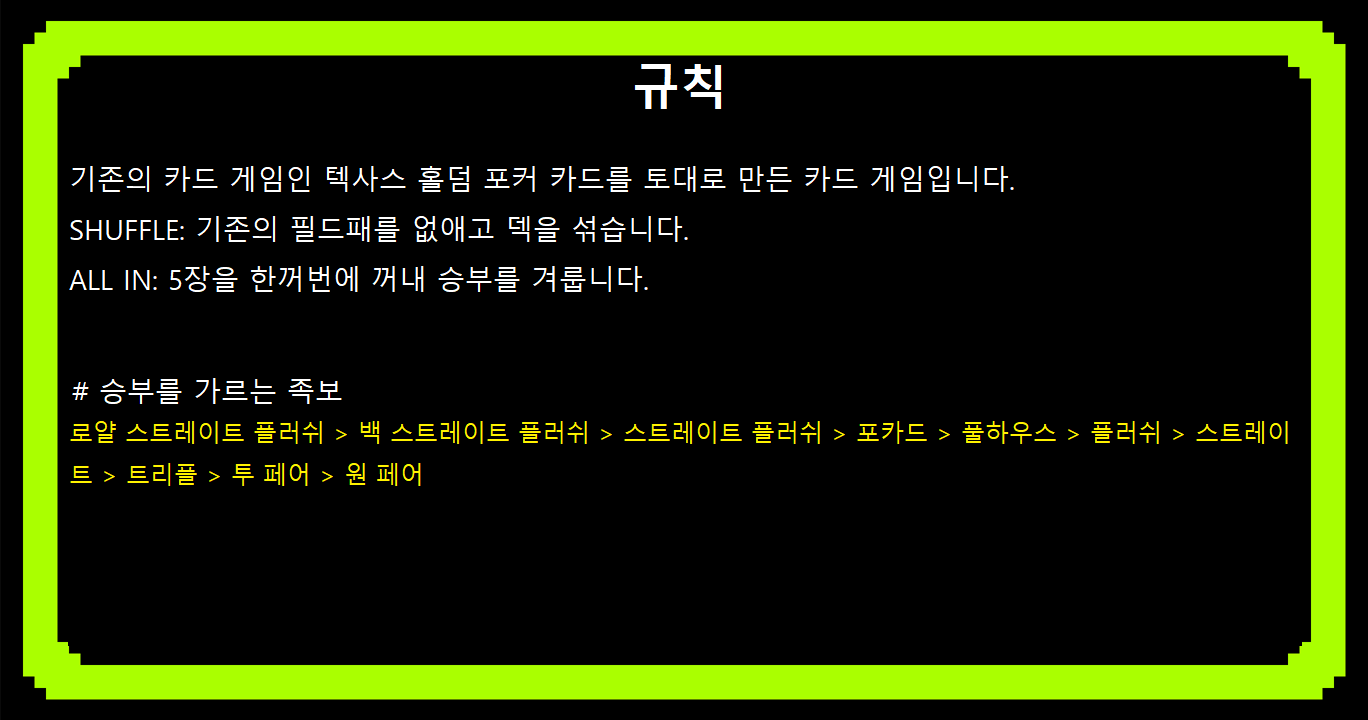 규칙
기존의 카드 게임인 텍사스 홀덤 포커 카드를 토대로 만든 카드 게임입니다.
SHUFFLE: 기존의 필드패를 없애고 덱을 섞습니다.
ALL IN: 5장을 한꺼번에 꺼내 승부를 겨룹니다.
# 승부를 가르는 족보
로얄 스트레이트 플러쉬 > 백 스트레이트 플러쉬 > 스트레이트 플러쉬 > 포카드 > 풀하우스 > 플러쉬 > 스트레이
트 > 트리플 > 투 페어 > 원 페어